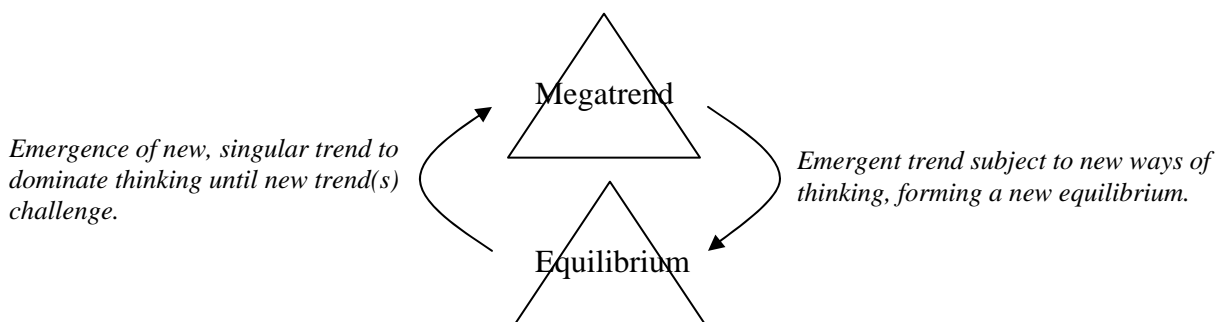 Megatrend
Emergence of new, singular trend to
dominate thinking until new trend(s)
challenge.
Emergent trend subject to new ways of
thinking, forming a new equilibrium.
Equilibrium